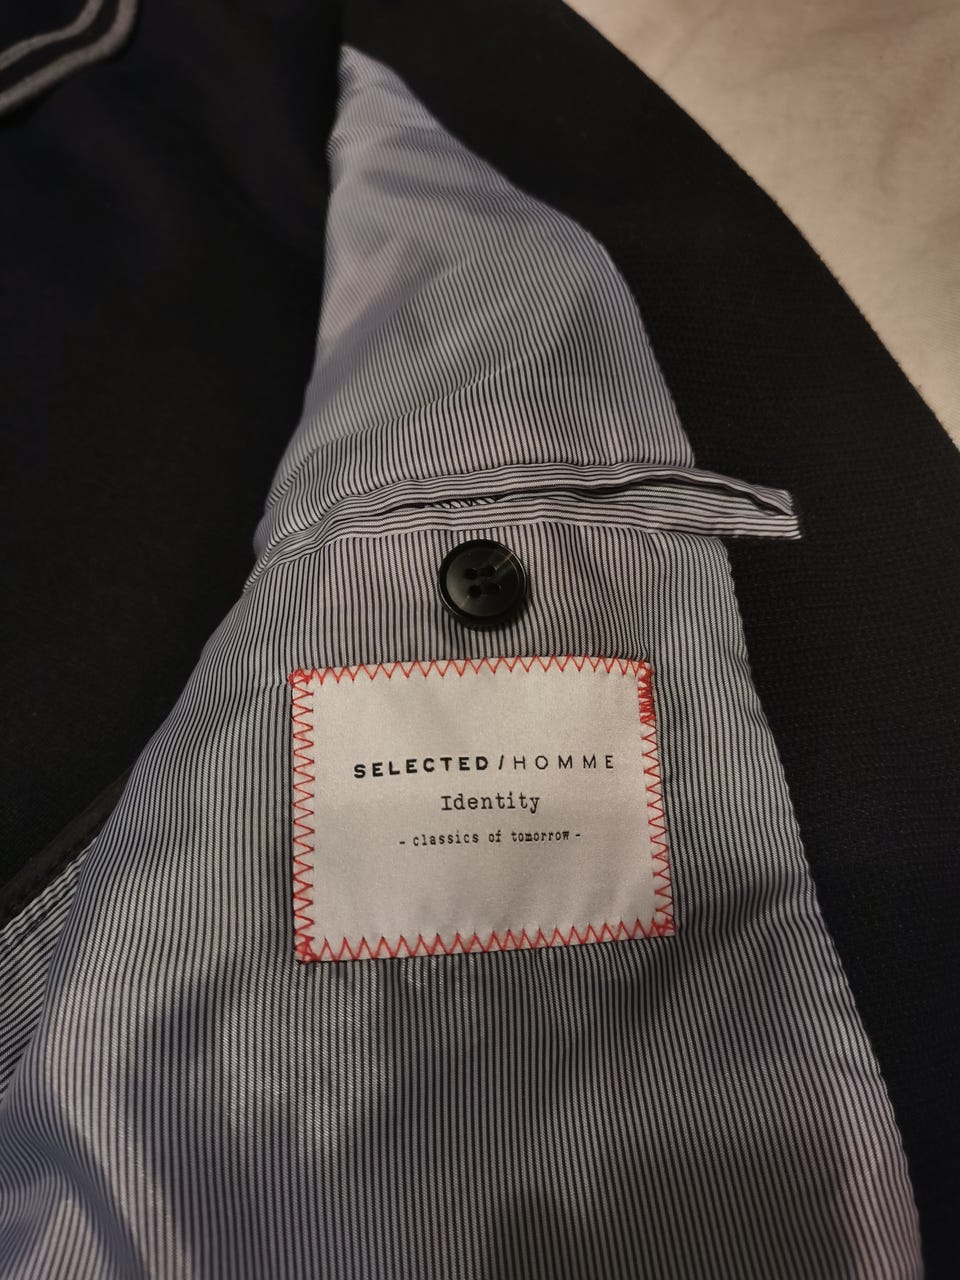 SELECTED/HOMME
Identity
- classics of tomorrow -